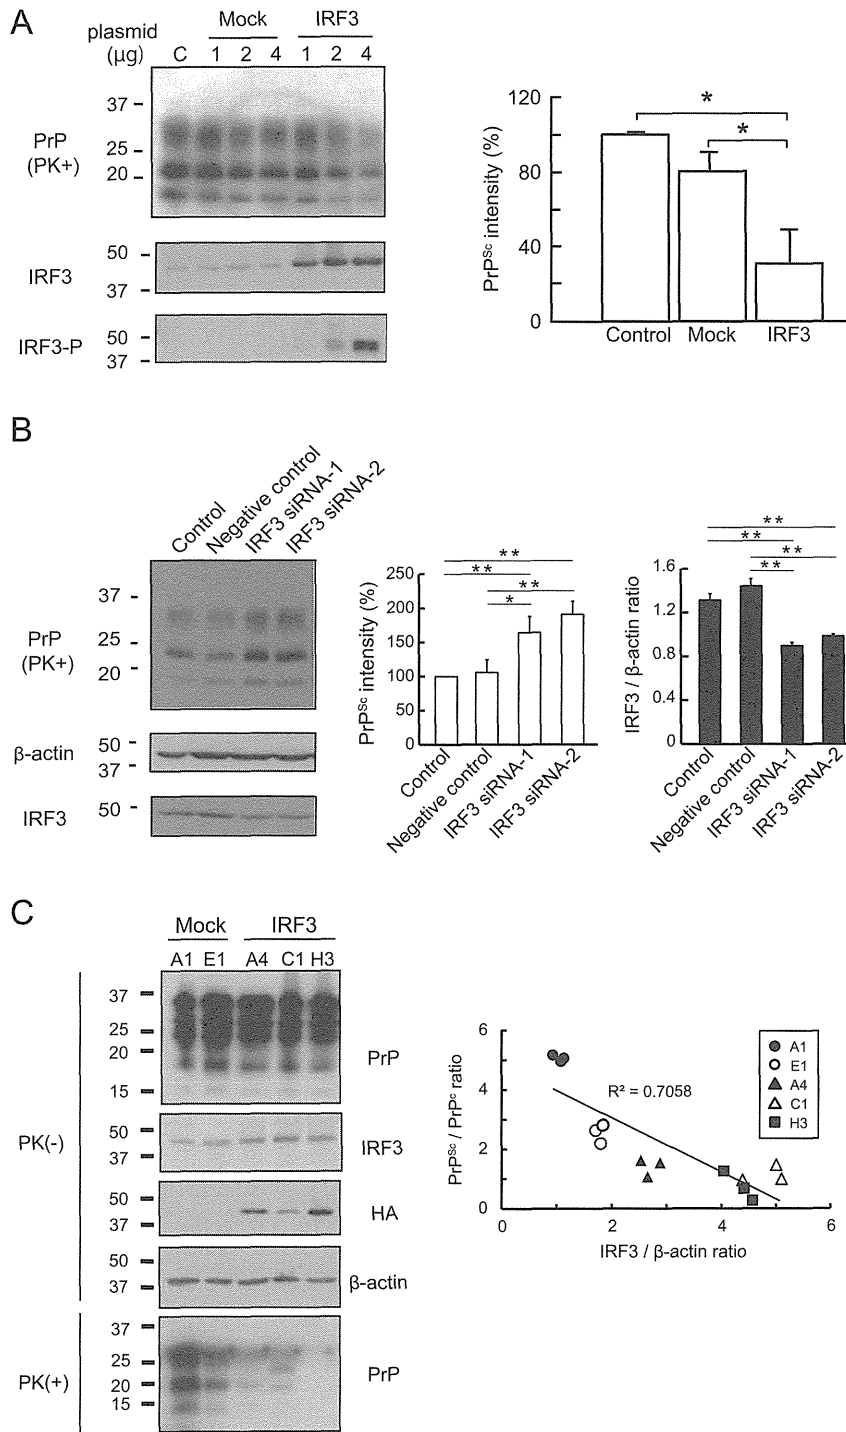 A
plasmid
(μg)
Mock
IRF3
C 1 2 4 1 2 4
PrP
(PK+)
37
25
20
IRF3
50
37
IRF3-P
50
37
PrPSc intensity (%)
120
80
40
0
*
*
Control Mock IRF3
B
Control
Negative control
IRF3 siRNA-1
IRF3 siRNA-2
PrP
(PK+)
37
25
20
β-actin
50
37
IRF3
50
PrPSc intensity (%)
250
200
150
100
50
0
**
**
**
*
Control
Negative control
IRF3 siRNA-1
IRF3 siRNA-2
IRF3 / β-actin ratio
1.6
1.2
0.8
0.4
0
**
**
**
**
Control
Negative control
IRF3 siRNA-1
IRF3 siRNA-2
C
Mock IRF3
A1 E1 A4 C1 H3
PK(-)
37
25
20
15
PrP
50
37
IRF3
50
37
HA
50
37
β-actin
PK(+)
37
25
20
15
PrP
PrPSc / PrPc ratio
6
4
2
0
R² = 0.7058
A1
E1
A4
C1
H3
0 2 4 6
IRF3 / β-actin ratio